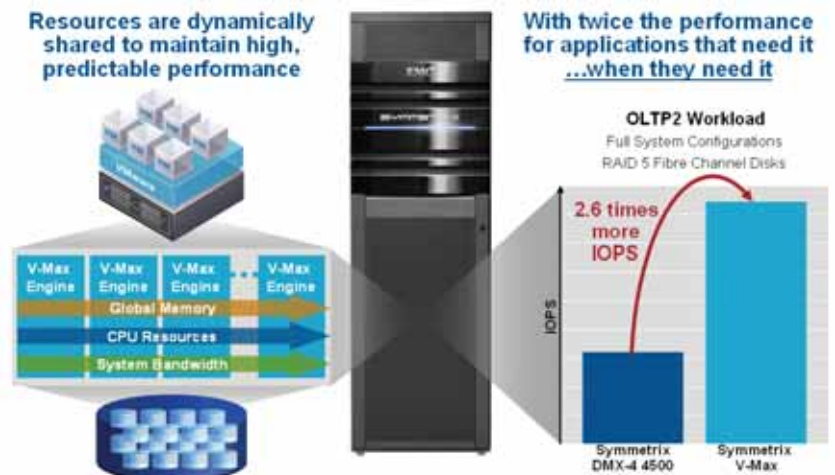 Resources are dynamically
shared to maintain high,
predictable performance
With twice the performance
for applications that need it
...when they need it
EMC
VMware
OLTP2 Workload
Full System Configurations
RAID 5 Fibre Channel Disks
2.6 times
more
IOPS
IOPS
V-Max
Engine
V-Max
Engine
V-Max
Engine
V-Max
Engine
Global Memory
CPU Resources
System Bandwidth
Symmetrix
DMX-4 4500
Symmetrix
V-Max